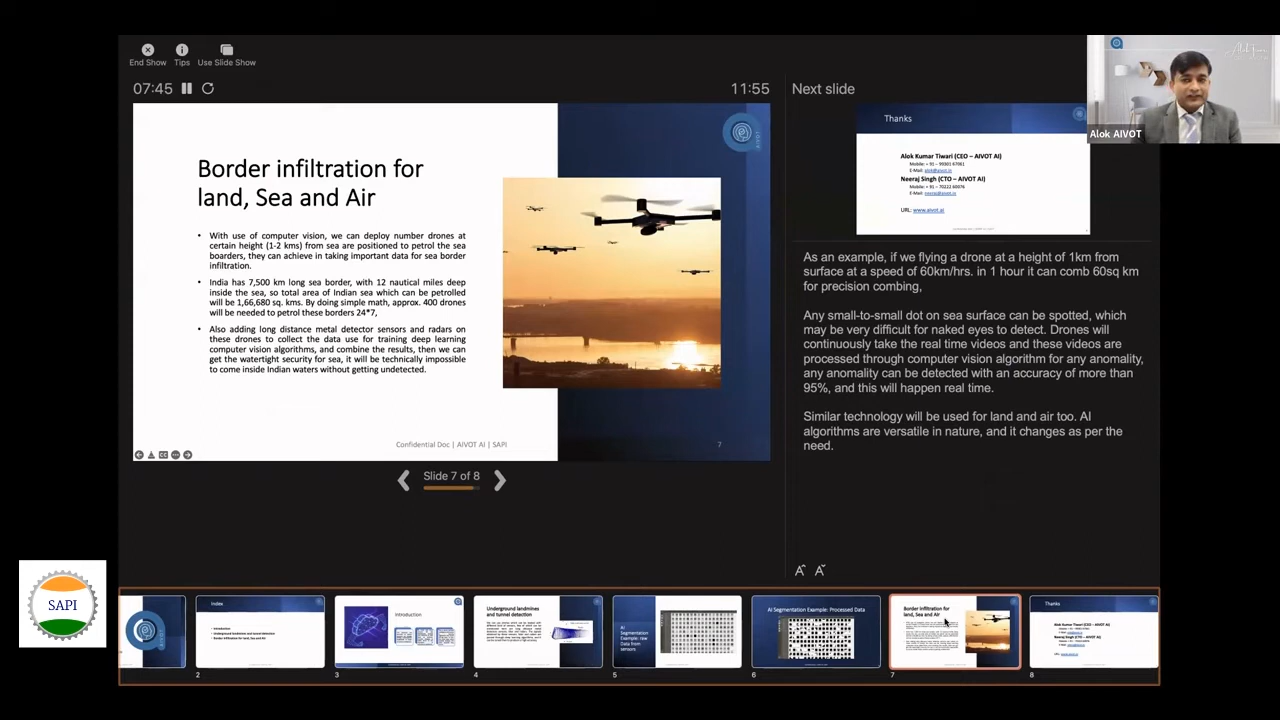 End Show
Tips
Use Slide Show
07:45
11:55
Border infiltration for
land, Sea and Air
• With use of computer vision, we can deploy number drones at
certain height (1-2 kms) from sea are positioned to petrol the sea
boarders, they can achieve in taking important data for sea border
infiltration.
• India has 7,500 km long sea border, with 12 nautical miles deep
inside the sea, so total area of Indian sea which can be petrolled
will be 1,66,680 sq. kms. By doing simple math, approx. 400 drones
will be needed to petrol these borders 24*7,
• Also adding long distance metal detector sensors and radars on
these drones to collect the data use for training deep learning
computer vision algorithms, and combine the results, then we can
get the watertight security for sea, it will be technically impossible
to come inside Indian waters without getting undetected.
Confidential Doc | AIVOT AI | SAPI
7
AIVOT
Slide 7 of 8
Next slide
Thanks
Alok Kumar Tiwari (CEO – AIVOT AI)
E-Mail: alok@aivot.in
Neeraj Singh (CTO – AIVOT AI)
E-Mail: neeraj@aivot.in
URL: www.aivot.ai
As an example, if we flying a drone at a height of 1km from
surface at a speed of 60km/hrs. in 1 hour it can comb 60sq km
for precision combing,
Any small-to-small dot on sea surface can be spotted, which
may be very difficult for naked eyes to detect. Drones will
continuously take the real time videos and these videos are
processed through computer vision algorithm for any anomality,
any anomality can be detected with an accuracy of more than
95%, and this will happen real time.
Similar technology will be used for land and air too. AI
algorithms are versatile in nature, and it changes as per the
need.
Alok AIVOT
SAPI
Index
Introduction
Underground landmines
and tunnel detection
AI
Segmentation
Example: raw
Data from
sensors
AI Segmentation Example: Processed Data
Border infiltration for
land, Sea and Air
Thanks
2
3
4
5
6
7
8